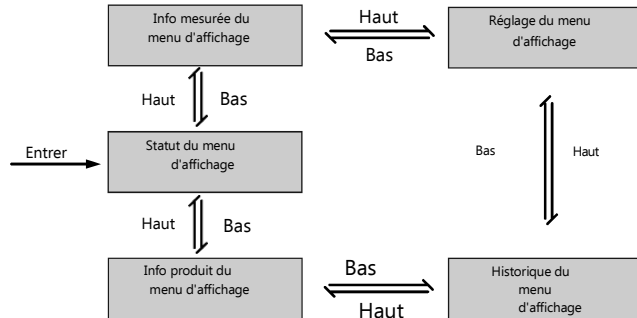 Info mesurée du
menu d'affichage
Haut
Bas
Réglage du menu
d'affichage
Haut
Bas
Entrer
Statut du menu
d'affichage
Bas
Haut
Haut
Bas
Info produit du
menu d'affichage
Bas
Haut
Historique du
menu
d'affichage